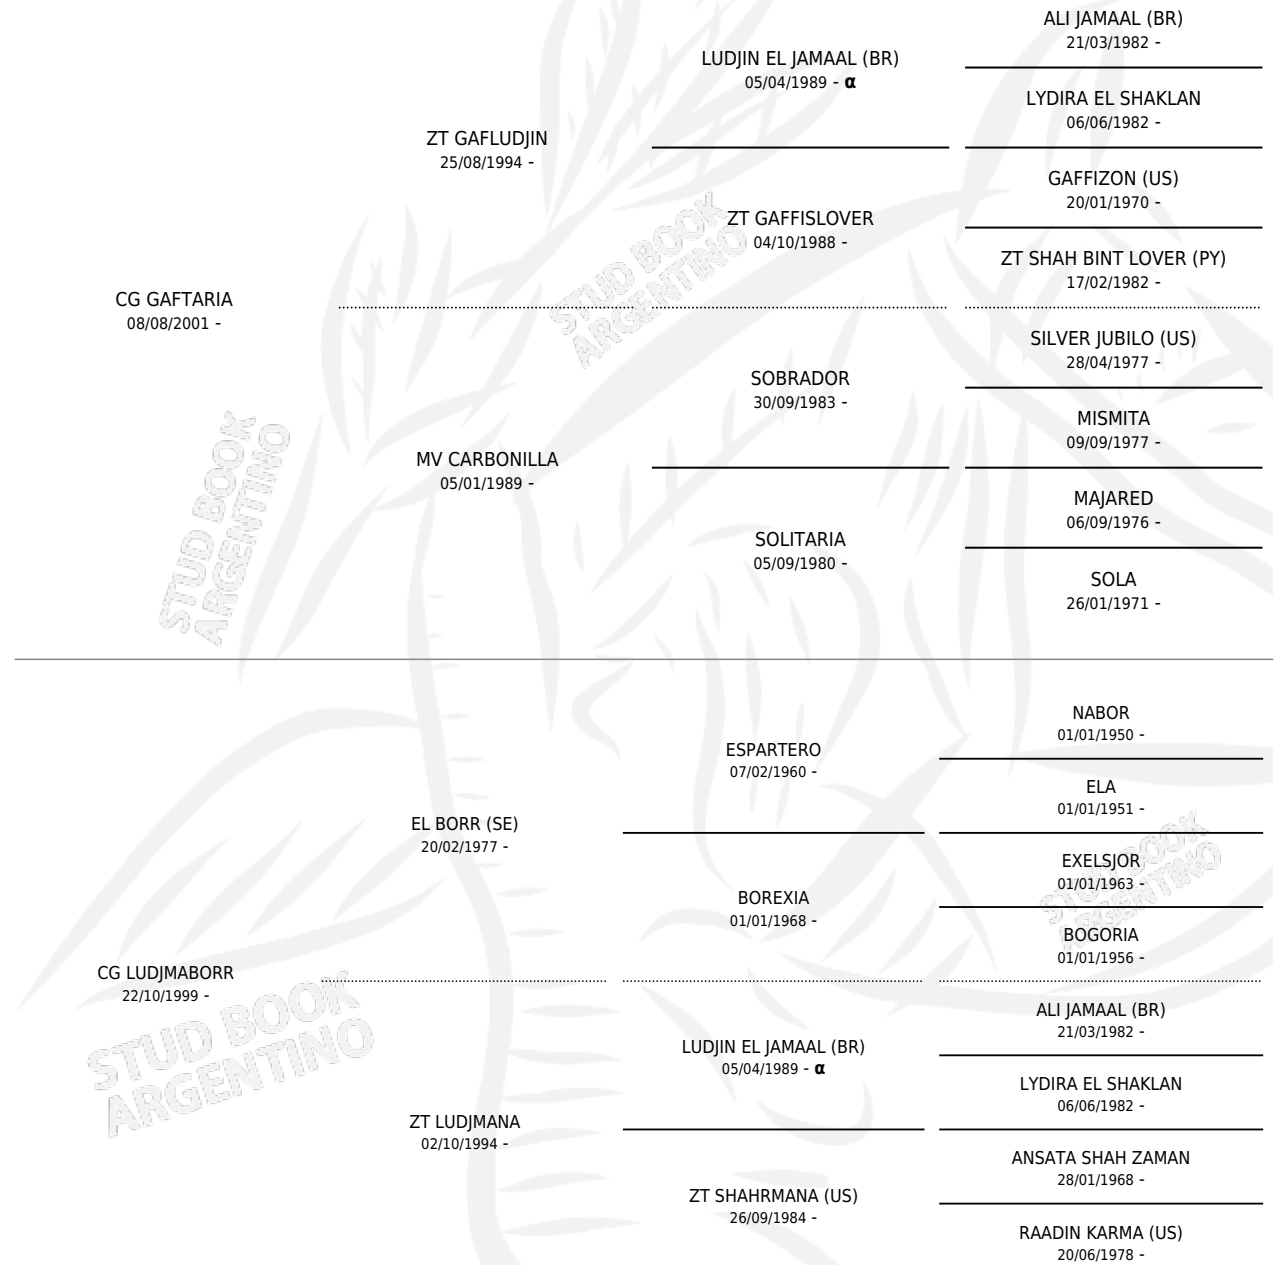 ALI JAMAAL (BR)
21/03/1982 -
LUDJIN EL JAMAAL (BR)
05/04/1989 - α
LYDIRA EL SHAKLAN
06/06/1982 -
ZT GAFLUDJIN
25/08/1994 -
GAFFIZON (US)
20/01/1970 -
ZT GAFFISLOVER
04/10/1988 -
ZT SHAH BINT LOVER (PY)
17/02/1982 -
CG GAFTARIA
08/08/2001 -
STUD BOOK
ARGENTINO
SILVER JUBILO (US)
28/04/1977 -
SOBRADOR
30/09/1983 -
MISMITA
09/09/1977 -
MV CARBONILLA
05/01/1989 -
MAJARED
06/09/1976 -
SOLITARIA
05/09/1980 -
SOLA
26/01/1971 -
STUD BOOK
ARGENTINO
NABOR
01/01/1950 -
ESPARTERO
07/02/1960 -
ELA
01/01/1951 -
EL BORR (SE)
20/02/1977 -
EXELSJOR
01/01/1963 -
BOREXIA
01/01/1968 -
BOGORIA
01/01/1956 -
STUD BOOK
ARGENTINO
CG LUDJMABORR
22/10/1999 -
STUD BOOK
ARGENTINO
ALI JAMAAL (BR)
21/03/1982 -
LUDJIN EL JAMAAL (BR)
05/04/1989 - α
LYDIRA EL SHAKLAN
06/06/1982 -
ZT LUDJMANA
02/10/1994 -
ANSATA SHAH ZAMAN
28/01/1968 -
ZT SHAHRMANA (US)
26/09/1984 -
RAADIN KARMA (US)
20/06/1978 -